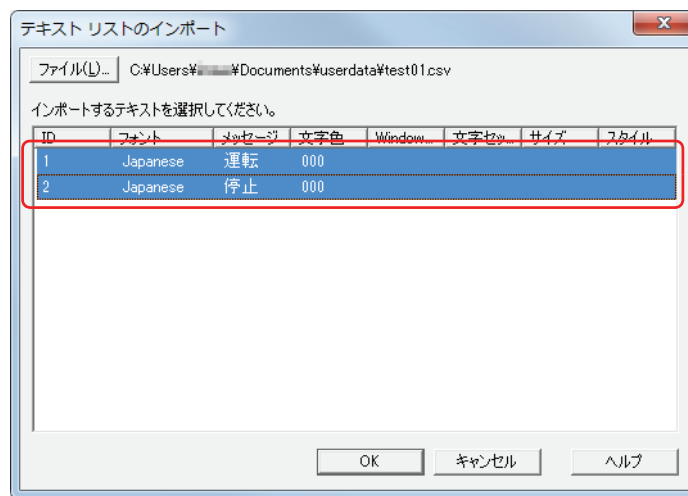 テキスト リストのインポート
ファイル(L)... C:¥Users¥ ¥Documents¥userdata¥test01.csv
インポートするテキストを選択してください。
ID フォント メッセージ 文字色 Window... 文字セッ... サイズ スタイル
1 Japanese 運転 000
2 Japanese 停止 000
OK キャンセル ヘルプ